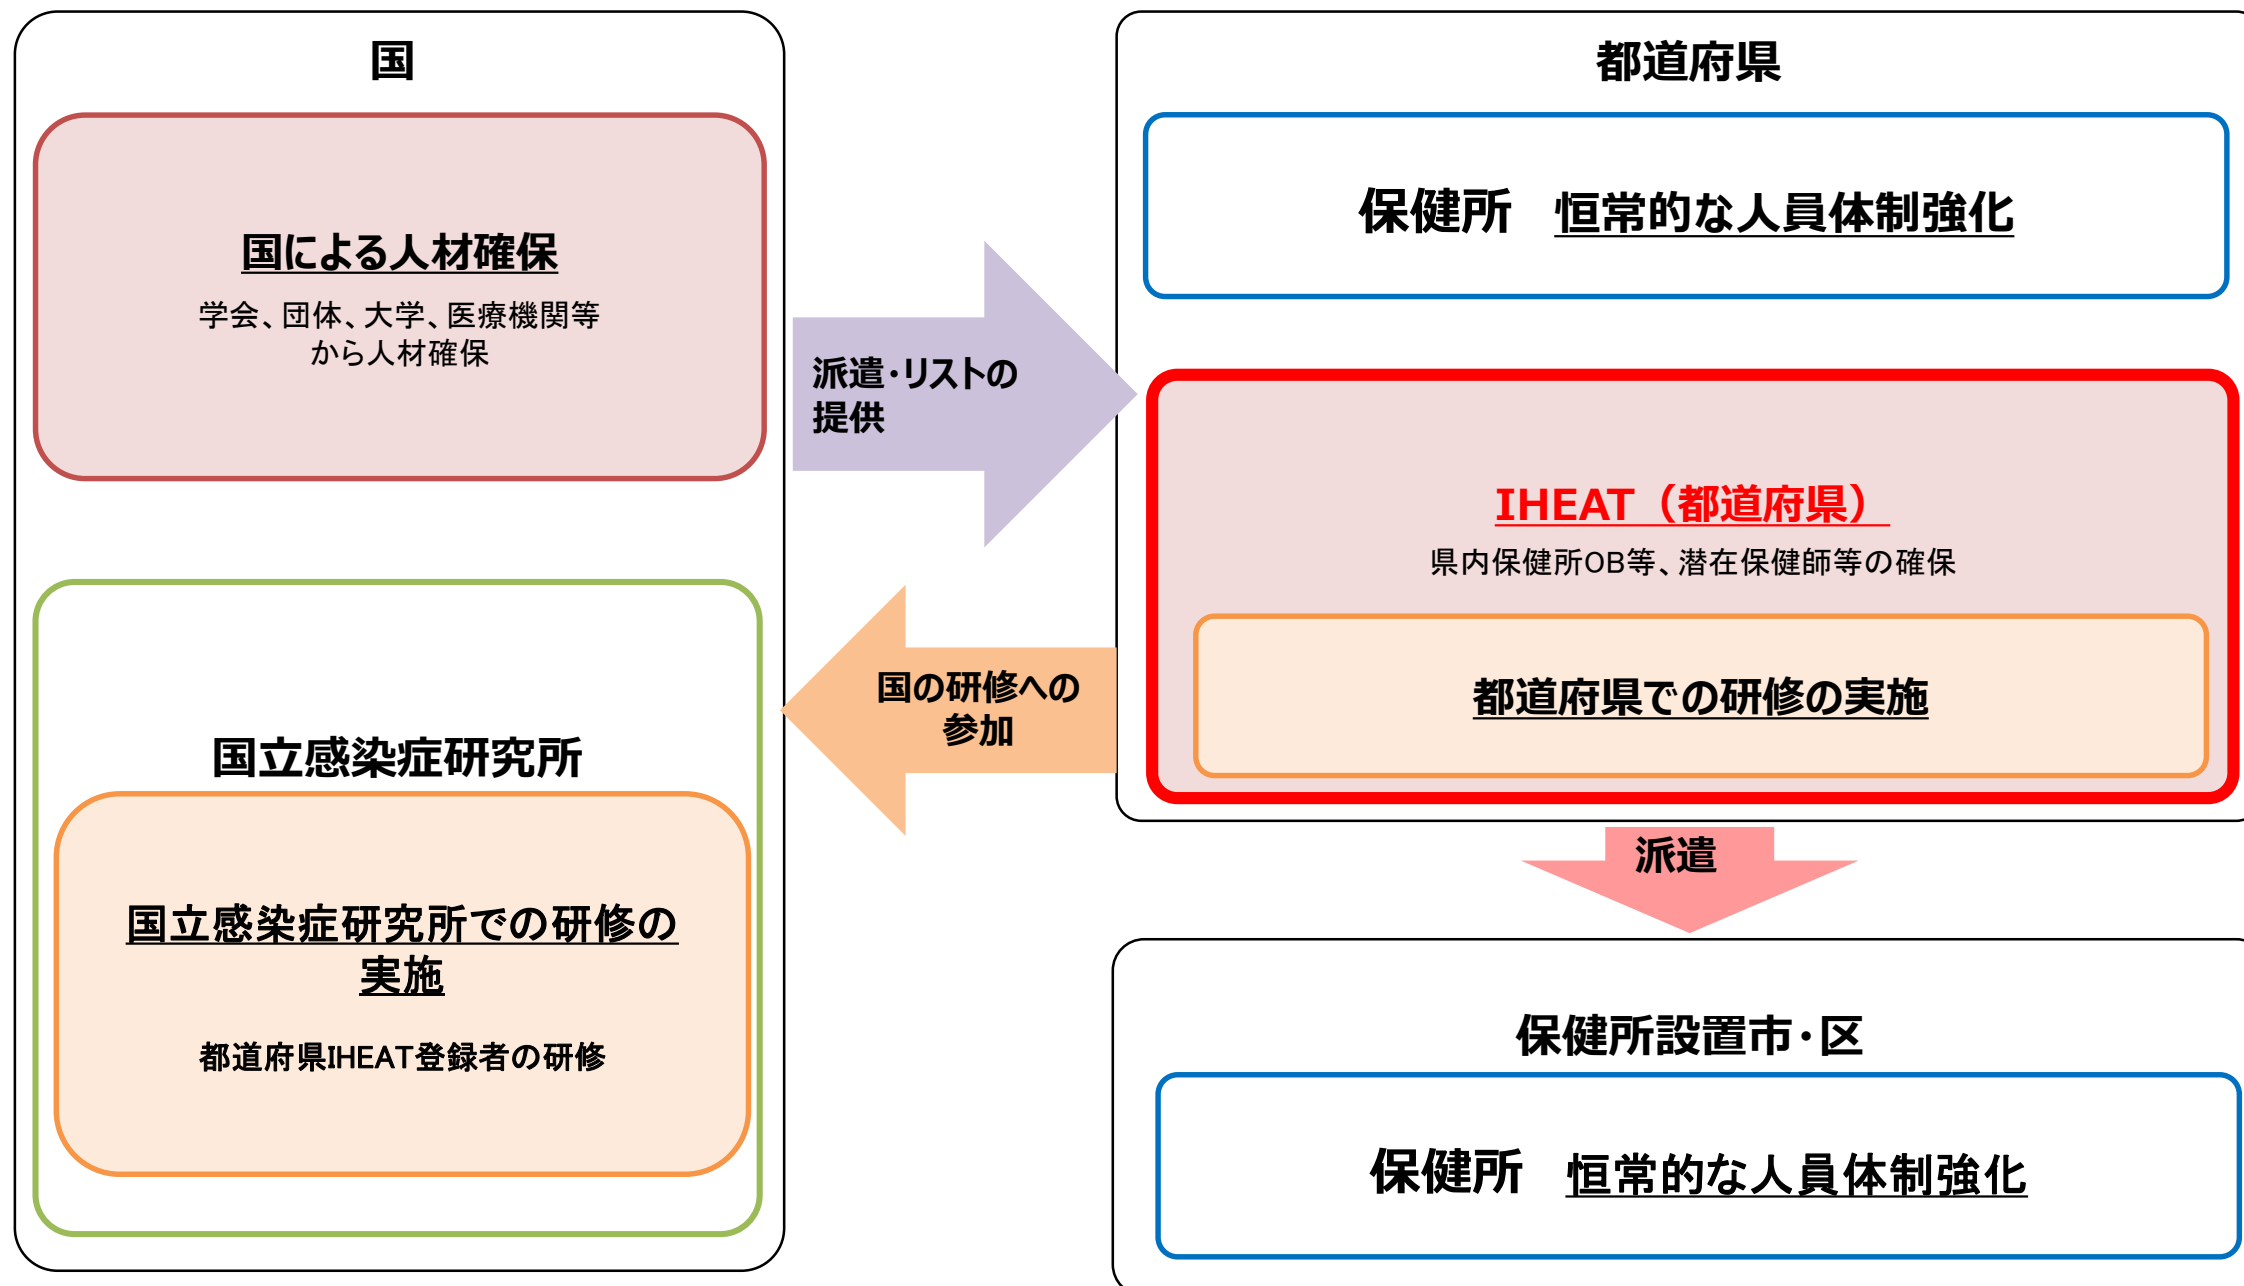 国
国による人材確保
学会、団体、大学、医療機関等
から人材確保
派遣・リストの
提供
都道府県
保健所　恒常的な人員体制強化
IHEAT（都道府県）
県内保健所OB等、潜在保健師等の確保
都道府県での研修の実施
国の研修への
参加
国立感染症研究所
国立感染症研究所での研修の
実施
都道府県IHEAT登録者の研修
派遣
保健所設置市・区
保健所　恒常的な人員体制強化